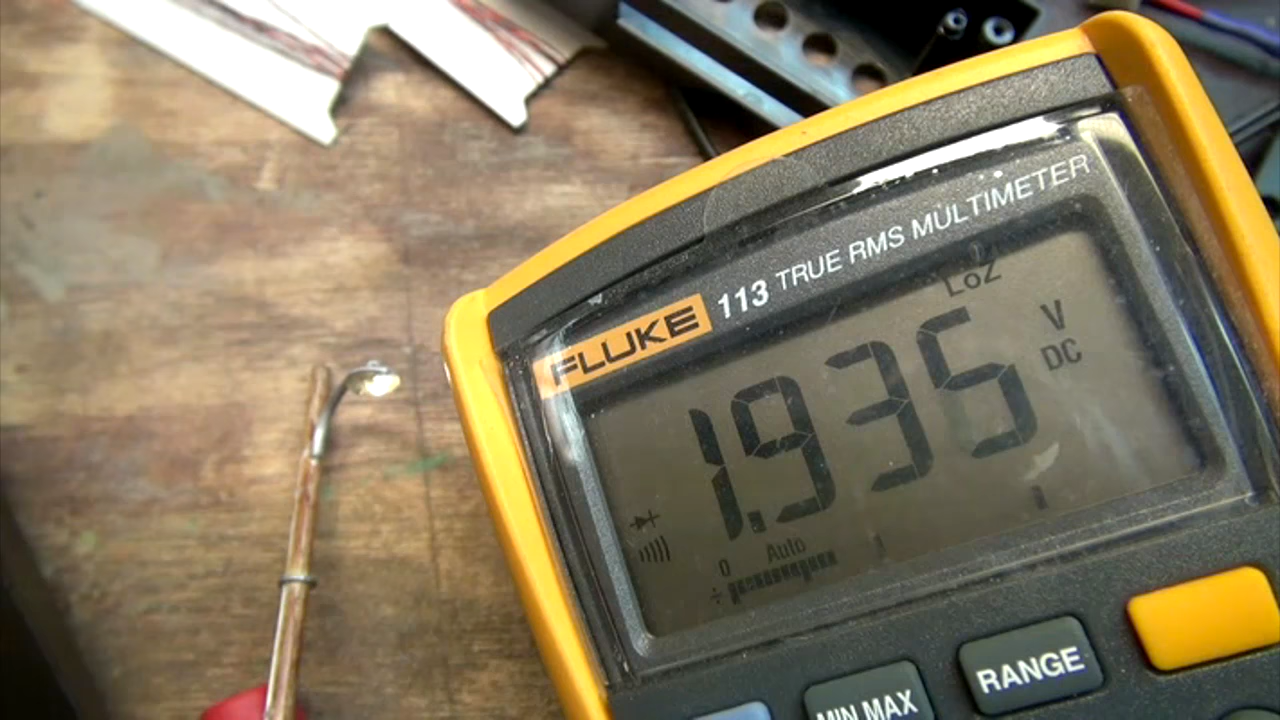 FLUKE 113 TRUE RMS MULTIMETER
LoZ
1.935 V
DC
0 Auto
MIN MAX
RANGE